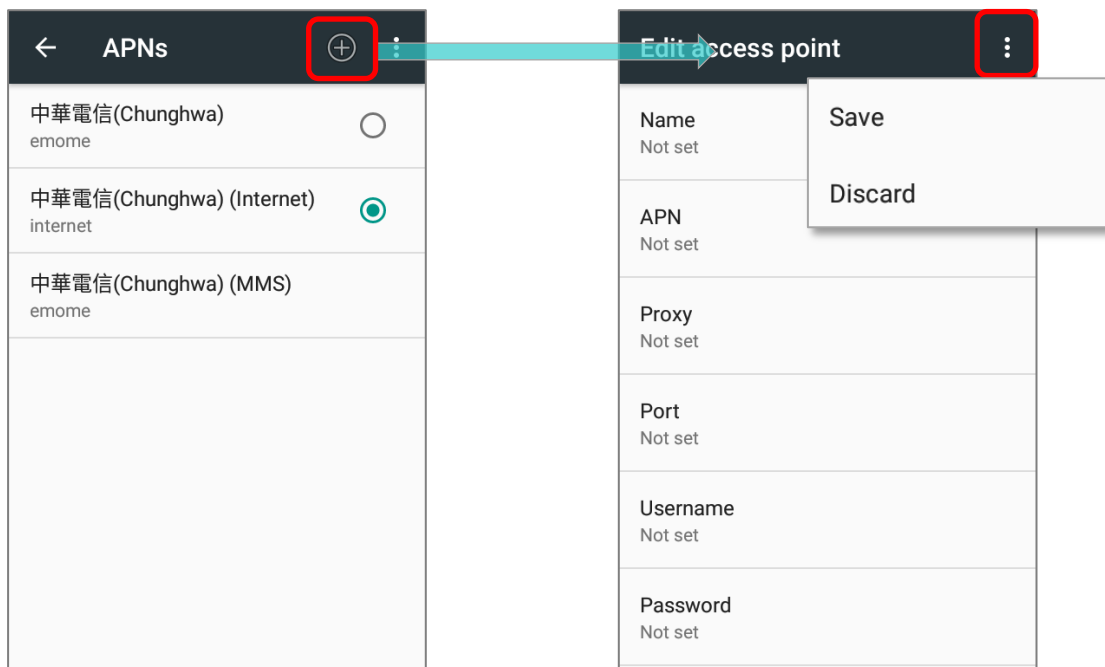 APNs
中華電信(Chunghwa)
emome
中華電信(Chunghwa) (Internet)
internet
中華電信(Chunghwa) (MMS)
emome
Edit access point
Save
Discard
Name
Not set
APN
Not set
Proxy
Not set
Port
Not set
Username
Not set
Password
Not set